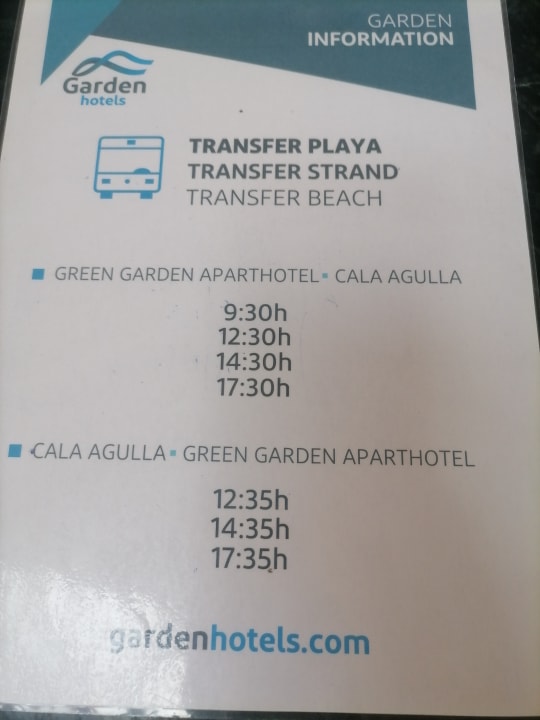 GARDEN
INFORMATION
Garden
hotels
TRANSFER PLAYA
TRANSFER STRAND
TRANSFER BEACH
GREEN GARDEN APARTHOTEL ▪ CALA AGULLA
9:30h
12:30h
14:30h
17:30h
CALA AGULLA ▪ GREEN GARDEN APARTHOTEL
12:35h
14:35h
17:35h
gardenhotels.com